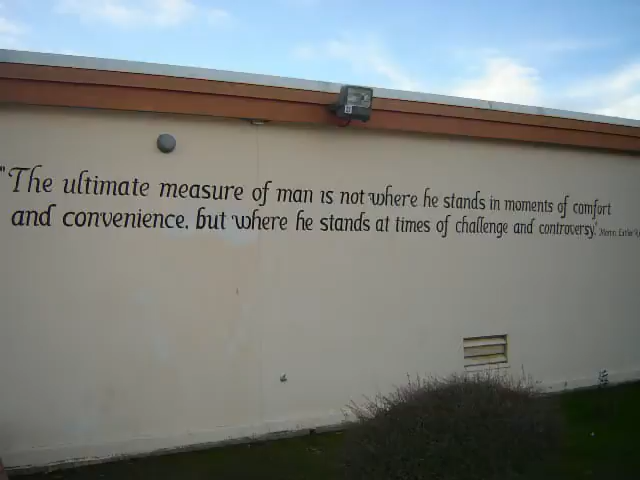 "The ultimate measure of man is not where he stands in moments of comfort
and convenience, but where he stands at times of challenge and controversy."